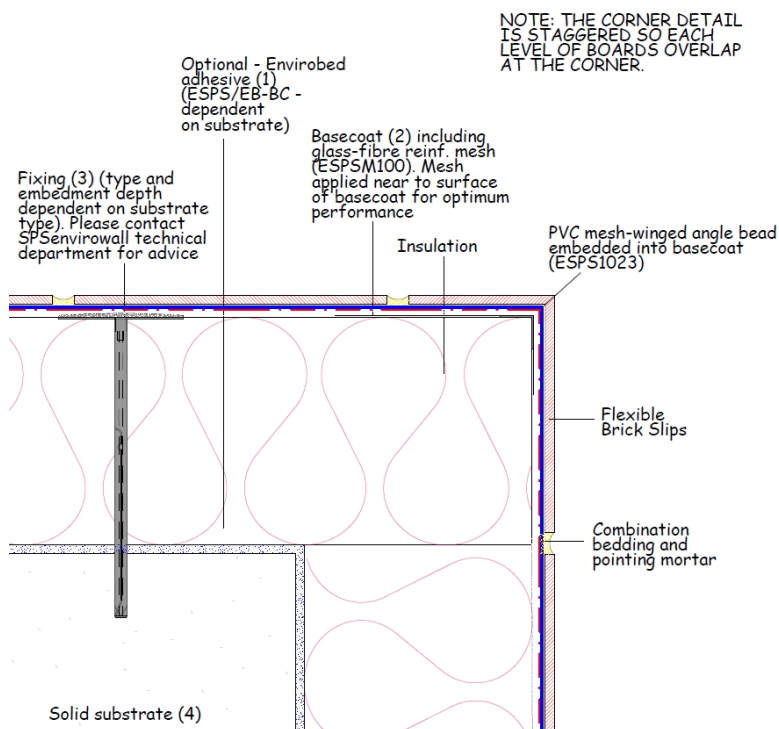 NOTE: THE CORNER DETAIL
IS STAGGERED SO EACH
LEVEL OF BOARDS OVERLAP
AT THE CORNER.
Optional - Envirobed
adhesive (1)
(ESPS/EB-BC -
dependent
on substrate)
Basecoat (2) including
glass-fibre reinf. mesh
(ESPSM100). Mesh
applied near to surface
of basecoat for optimum
performance
Fixing (3) (type and
embedment depth
dependent on substrate
type). Please contact
SPSenvirowall technical
department for advice
Insulation
PVC mesh-winged angle bead
embedded into basecoat
(ESPS1023)
Flexible
Brick Slips
Combination
bedding and
pointing mortar
Solid substrate (4)